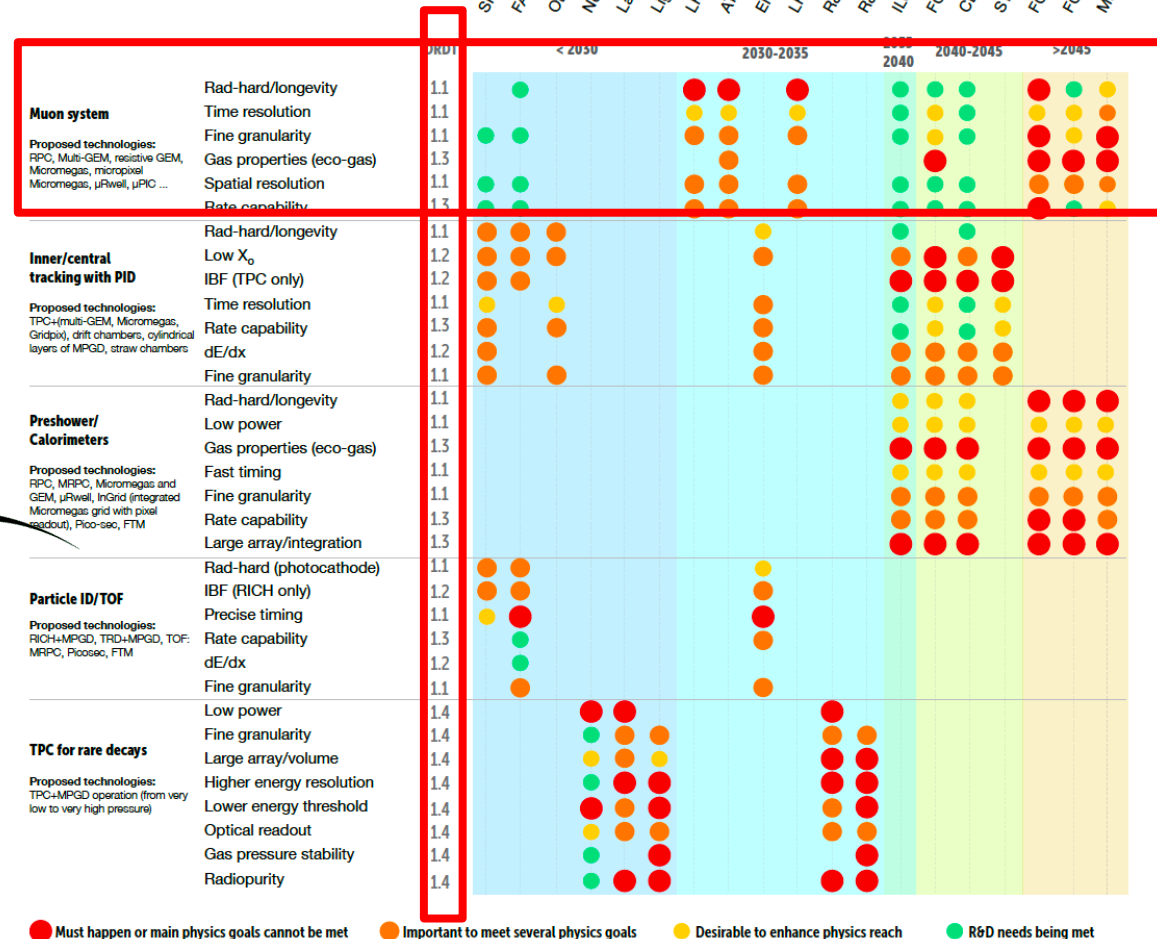 DRDT
< 2030
2030-2035
2035-
2040
2040-2045
>2045
Muon system
Proposed technologies:
RPC, Multi-GEM, resistive GEM,
Micromegas, micropixel
Micromegas, µRwell, µPIC ...
Rad-hard/longevity 1.1
Time resolution 1.1
Fine granularity 1.1
Gas properties (eco-gas) 1.3
Spatial resolution 1.1
Rate capability 1.3
Inner/central
tracking with PID
Proposed technologies:
TPC+(multi-GEM, Micromegas,
Gridpix), drift chambers, cylindrical
layers of MPGD, straw chambers
Rad-hard/longevity 1.1
Low Xo 1.2
IBF (TPC only) 1.2
Time resolution 1.1
Rate capability 1.3
dE/dx 1.2
Fine granularity 1.1
Preshower/
Calorimeters
Proposed technologies:
RPC, MRPC, Micromegas and
GEM, µRwell, InGrid (integrated
Micromegas grid with pixel
readout), Pico-sec, FTM
Rad-hard/longevity 1.1
Low power 1.1
Gas properties (eco-gas) 1.3
Fast timing 1.1
Fine granularity 1.1
Rate capability 1.3
Large array/integration 1.3
Particle ID/TOF
Proposed technologies:
RICH+MPGD, TRD+MPGD, TOF:
MRPC, Picosec, FTM
Rad-hard (photocathode) 1.1
IBF (RICH only) 1.2
Precise timing 1.1
Rate capability 1.3
dE/dx 1.2
Fine granularity 1.1
TPC for rare decays
Proposed technologies:
TPC+MPGD operation (from very
low to very high pressure)
Low power 1.4
Fine granularity 1.4
Large array/volume 1.4
Higher energy resolution 1.4
Lower energy threshold 1.4
Optical readout 1.4
Gas pressure stability 1.4
Radiopurity 1.4
Must happen or main physics goals cannot be met
Important to meet several physics goals
Desirable to enhance physics reach
R&D needs being met